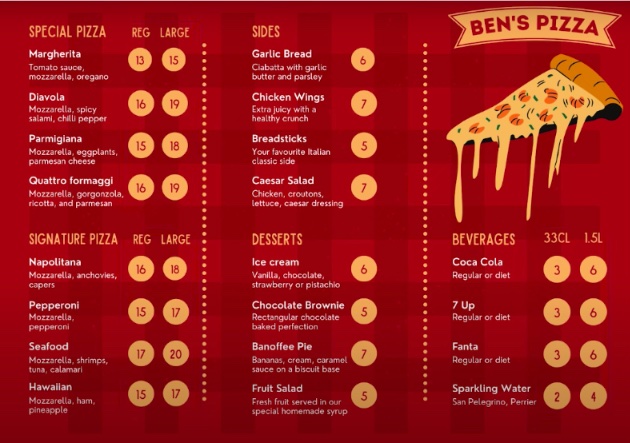 BEN'S PIZZA
SPECIAL PIZZA REG LARGE
Margherita 13 15
Tomato sauce,
mozzarella, oregano
Diavola 16 19
Mozzarella, spicy
salami, chilli pepper
Parmigiana 15 18
Mozzarella, eggplants,
parmesan cheese
Quattro formaggi 16 19
Mozzarella, gorgonzola,
ricotta, and parmesan
SIGNATURE PIZZA REG LARGE
Napolitana 16 18
Mozzarella, anchovies,
capers
Pepperoni 15 17
Mozzarella,
pepperoni
Seafood 17 20
Mozzarella, shrimps,
tuna, calamari
Hawaiian 15 17
Mozzarella, ham,
pineapple
SIDES
Garlic Bread 6
Ciabatta with garlic
butter and parsley
Chicken Wings 7
Extra juicy with a
healthy crunch
Breadsticks 5
Your favourite Italian
classic side
Caesar Salad 7
Chicken, croutons,
lettuce, caesar dressing
DESSERTS
Ice cream 6
Vanilla, chocolate,
strawberry or pistachio
Chocolate Brownie 5
Rectangular chocolate
baked perfection
Banoffee Pie 7
Bananas, cream, caramel
sauce on a biscuit base
Fruit Salad 5
Fresh fruit served in our
special homemade syrup
BEVERAGES 33CL 1.5L
Coca Cola 3 6
Regular or diet
7 Up 3 6
Regular or diet
Fanta 3 6
Regular or diet
Sparkling Water 2 4
San Pelegrino, Perrier